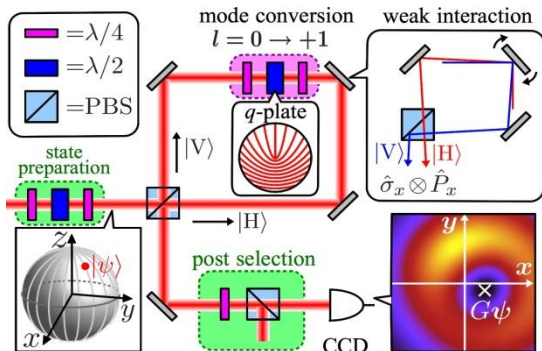 =λ/4
=λ/2
=PBS
mode conversion
l = 0 → +1
q-plate
weak interaction
|V⟩
|H⟩
σ̂ₓ ⊗ P̂ₓ
state
preparation
|V⟩
|H⟩
z
|ψ⟩
y
x
post selection
CCD
y
x
Gψ